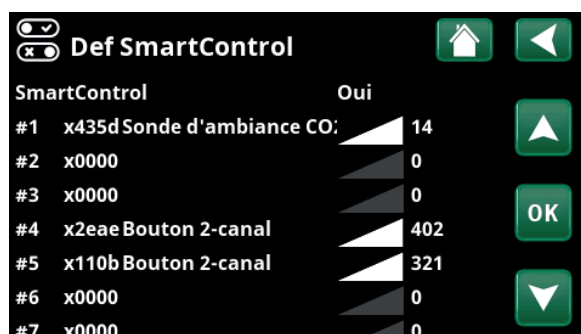 Def SmartControl
SmartControl Oui
#1 x435d Sonde d'ambiance CO2 14
#2 x0000 0
#3 x0000 0
#4 x2eae Bouton 2-canal 402
#5 x110b Bouton 2-canal 321
#6 x0000 0
#7 x0000 0
OK